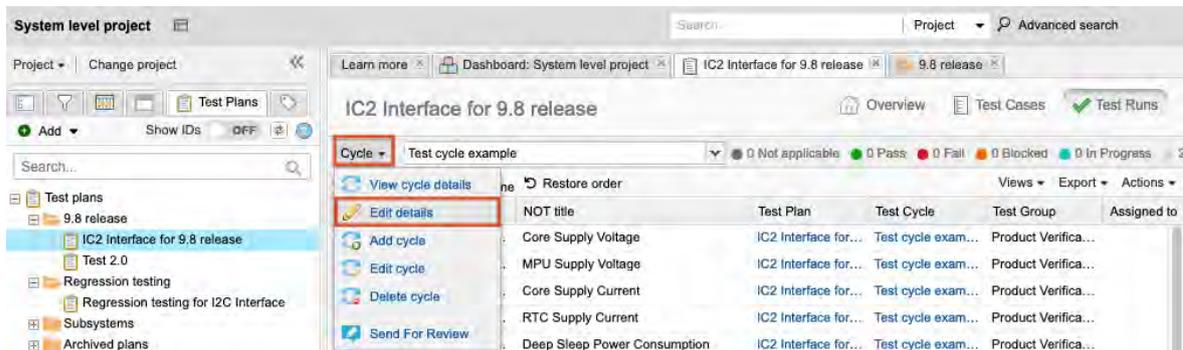 System level project
Search...
Project
Advanced search
Project
Change project
Learn more
Dashboard: System level project
IC2 Interface for 9.8 release
9.8 release
Test Plans
IC2 Interface for 9.8 release
Overview
Test Cases
Test Runs
Add
Show IDs
OFF
Cycle
Test cycle example
0 Not applicable
0 Pass
0 Fail
0 Blocked
0 In Progress
Search...
View cycle details
Restore order
Views
Export
Actions
Test plans
9.8 release
IC2 Interface for 9.8 release
Test 2.0
Regression testing
Regression testing for I2C Interface
Subsystems
Archived plans
Edit details
Add cycle
Edit cycle
Delete cycle
Send For Review
NOT title
Test Plan
Test Cycle
Test Group
Assigned to
Core Supply Voltage
IC2 Interface for...
Test cycle exam...
Product Verifica...
MPU Supply Voltage
IC2 Interface for...
Test cycle exam...
Product Verifica...
Core Supply Current
IC2 Interface for...
Test cycle exam...
Product Verifica...
RTC Supply Current
IC2 Interface for...
Test cycle exam...
Product Verifica...
Deep Sleep Power Consumption
IC2 Interface for...
Test cycle exam...
Product Verifica...